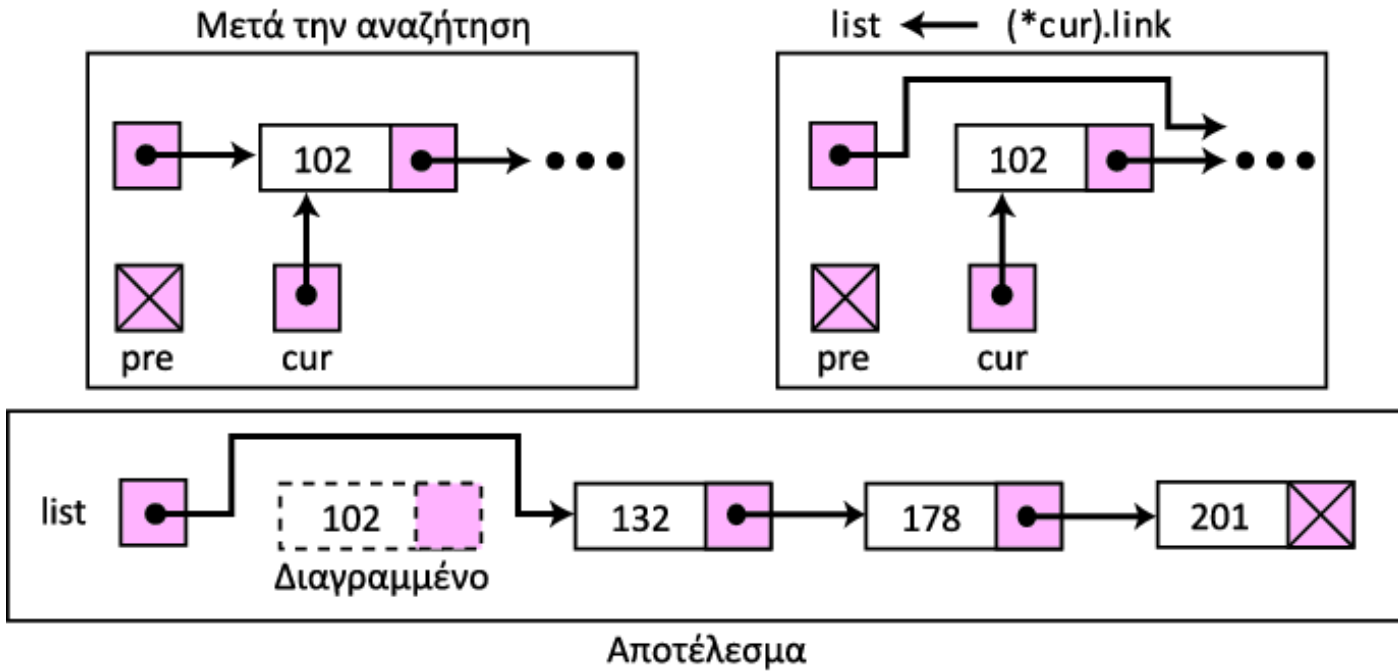 Μετά την αναζήτηση
list ← (*cur).link
102
pre cur
102
pre cur
list 102 132 178 201
Διαγραμμένο
Αποτέλεσμα